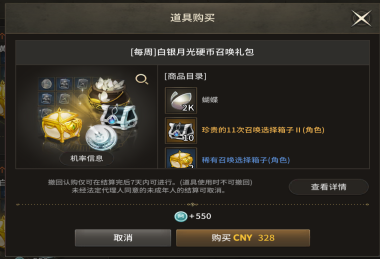 道具购买
[每周]白银月光硬币召唤礼包
[商品目录]
蝴蝶
2K
珍贵的11次召唤选择箱子 II (角色)
10
稀有召唤选择箱子(角色)
机率信息
撤回认购仅可在结算完后7天内可进行。(道具使用时不可撤回)
未经法定代理人同意的未成年人的结算可取消。
查看详情
+550
取消
购买 CNY 328